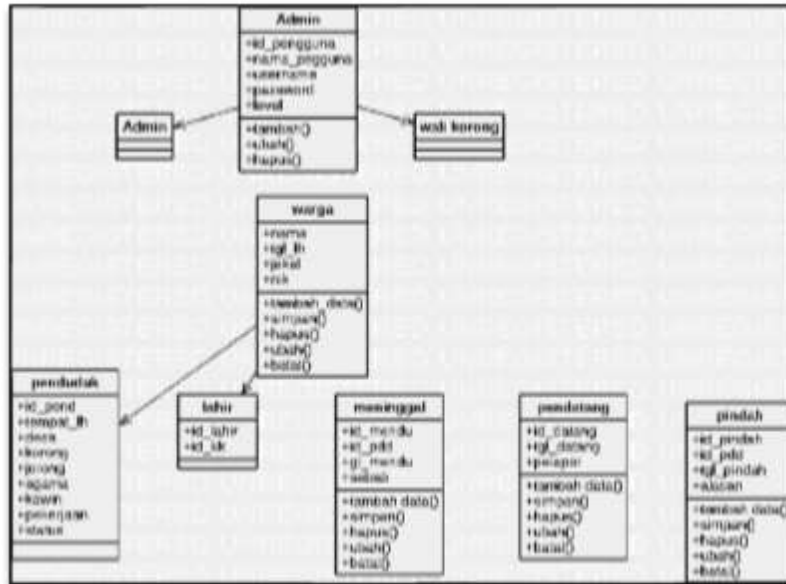 Admin
+id_pengguna
+nama_pegguna
+username
+password
+level
+tambah()
+ubah()
+hapus()
Admin
wali korong
warga
+nama
+tgl_lh
+jekel
+nik
+tambah_data()
+simpan()
+hapus()
+ubah()
+batal()
penduduk
+id_pend
+tempat_lh
+desa
+korong
+jorong
+agama
+kawin
+pekerjaan
+status
lahir
+id_lahir
+id_kk
meninggal
+id_mendu
+id_pdd
+gl_mendu
+sebab
+tambah data()
+simpan()
+hapus()
+ubah()
+batal()
pendatang
+id_datang
+tgl_datang
+pelapor
+tambah data()
+simpan()
+hapus()
+ubah()
+batal()
pindah
+id_pindah
+id_pdd
+tgl_pindah
+alasan
+tambah data()
+simpan()
+hapus()
+ubah()
+batal()